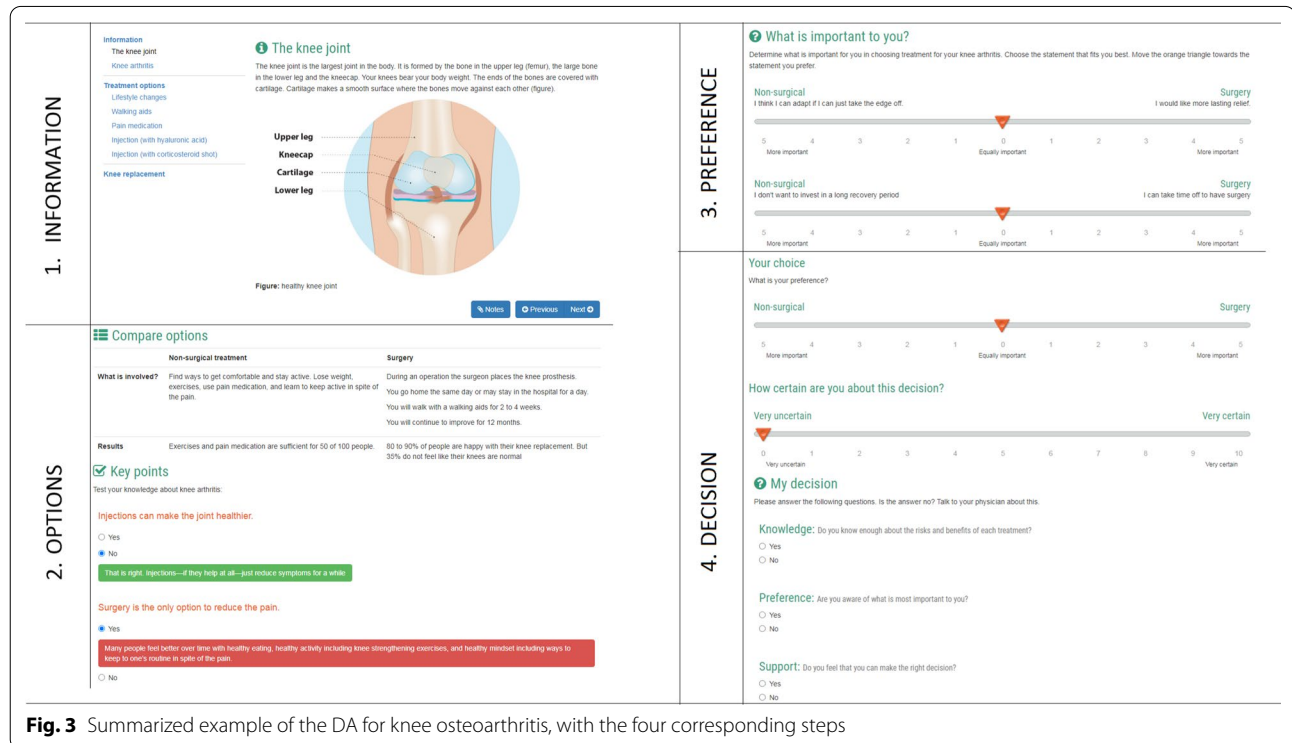 1. INFORMATION
Information
The knee joint
Knee arthritis
Treatment options
Lifestyle changes
Walking aids
Pain medication
Injection (with hyaluronic acid)
Injection (with corticosteroid shot)
Knee replacement
The knee joint
The knee joint is the largest joint in the body. It is formed by the bone in the upper leg (femur), the large bone
in the lower leg and the kneecap. Your knees bear your body weight. The ends of the bones are covered with
cartilage. Cartilage makes a smooth surface where the bones move against each other (figure).
Upper leg
Kneecap
Cartilage
Lower leg
Figure: healthy knee joint
Notes
Previous Next
2. OPTIONS
Compare options
Non-surgical treatment Surgery
What is involved? Find ways to get comfortable and stay active. Lose weight,
exercises, use pain medication, and learn to keep active in spite of
the pain.
During an operation the surgeon places the knee prosthesis.
You go home the same day or may stay in the hospital for a day.
You will walk with a walking aids for 2 to 4 weeks.
You will continue to improve for 12 months.
Results Exercises and pain medication are sufficient for 50 of 100 people.
80 to 90% of people are happy with their knee replacement. But
35% do not feel like their knees are normal
Key points
Test your knowledge about knee arthritis:
Injections can make the joint healthier.
Yes
No
That is right. Injections—if they help at all—just reduce symptoms for a while
Surgery is the only option to reduce the pain.
Yes
Many people feel better over time with healthy eating, healthy activity including knee strengthening exercises, and healthy mindset including ways to
keep to one's routine in spite of the pain.
No
3. PREFERENCE
What is important to you?
Determine what is important for you in choosing treatment for your knee arthritis. Choose the statement that fits you best. Move the orange triangle towards the
statement you prefer.
Non-surgical Surgery
I think I can adapt if I can just take the edge off. I would like more lasting relief.
5 4 3 2 1 0 1 2 3 4 5
More important Equally important More important
Non-surgical Surgery
I don't want to invest in a long recovery period I can take time off to have surgery
5 4 3 2 1 0 1 2 3 4 5
More important Equally important More important
4. DECISION
Your choice
What is your preference?
Non-surgical Surgery
5 4 3 2 1 0 1 2 3 4 5
More important Equally important More important
How certain are you about this decision?
Very uncertain Very certain
0 1 2 3 4 5 6 7 8 9 10
Very uncertain Very certain
My decision
Please answer the following questions. Is the answer no? Talk to your physician about this.
Knowledge: Do you know enough about the risks and benefits of each treatment?
Yes
No
Preference: Are you aware of what is most important to you?
Yes
No
Support: Do you feel that you can make the right decision?
Yes
No
Fig. 3 Summarized example of the DA for knee osteoarthritis, with the four corresponding steps